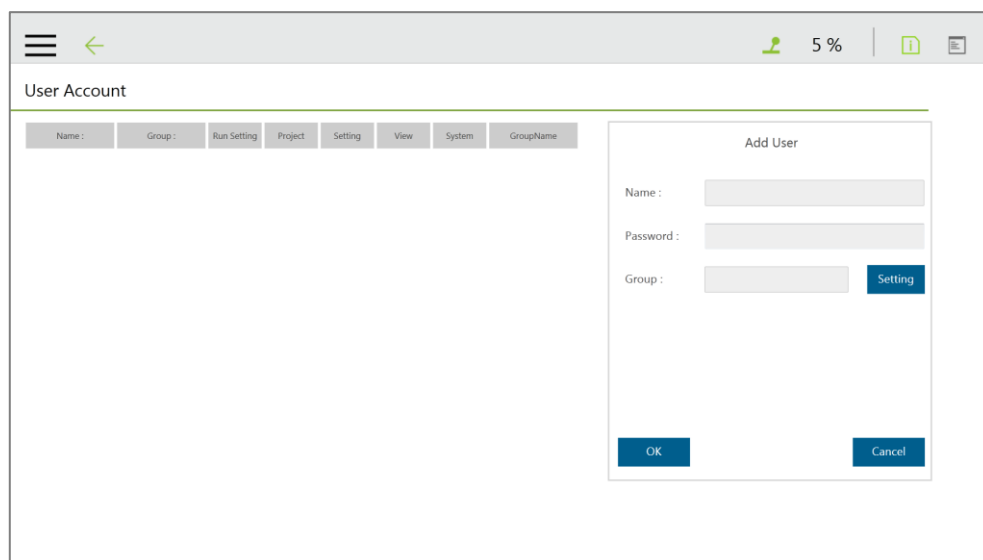 5 %
User Account
Name : Group : Run Setting Project Setting View System GroupName
Add User
Name :
Password :
Group : Setting
OK Cancel